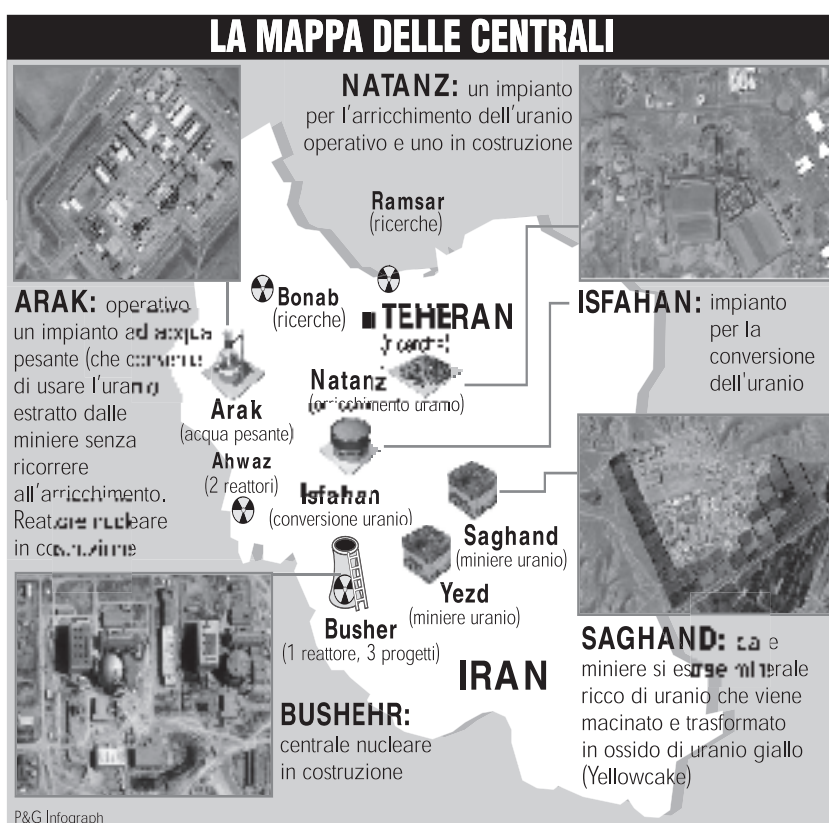 LA MAPPA DELLE CENTRALI
NATANZ: un impianto
per l'arricchimento dell'uranio
operativo e uno in costruzione
Ramsar
(ricerche)
Bonab
(ricerche)
TEHERAN
ARAK: operativo
un impianto ad acqua
pesante (che
di usare l'uranio
estratto dalle
miniere senza
ricorrere
all'arricchimento.
Reattore nucleare
in
ISFAHAN: impianto
per la
conversione
dell'uranio
Natanz
(arricchimento uranio)
Arak
(acqua pesante)
Ahwaz
(2 reattori)
Isfahan
(conversione uranio)
Saghand
(miniere uranio)
Yezd
(miniere uranio)
Busher
(1 reattore, 3 progetti)
IRAN
BUSHEHR:
centrale nucleare
in costruzione
SAGHAND: e
miniere si minerale
ricco di uranio che viene
macinato e trasformato
in ossido di uranio giallo
(Yellowcake)
P&G Infograph